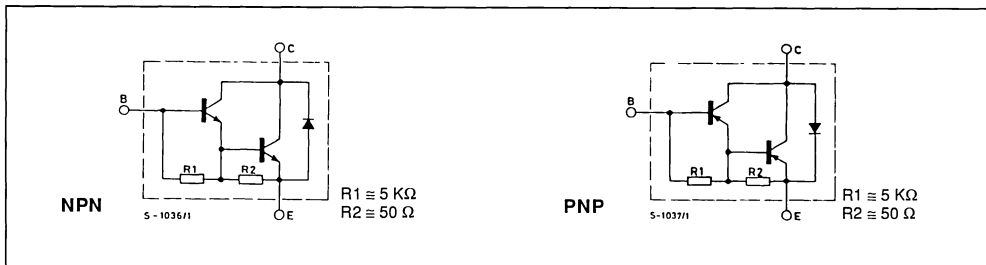 C
B
R1
R2
E
NPN
S-1036/1
R1 ≅ 5 KΩ
R2 ≅ 50 Ω
C
B
R1
R2
E
PNP
S-1037/1
R1 ≅ 5 KΩ
R2 ≅ 50 Ω